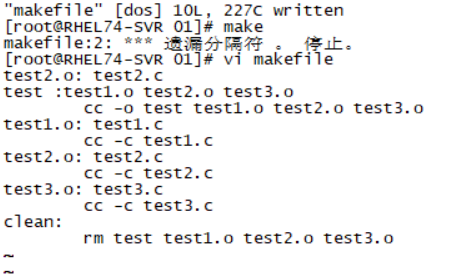 "makefile" [dos] 10L, 227C written
[root@RHEL74-SVR 01]# make
makefile:2: *** 遗漏分隔符 。 停止。
[root@RHEL74-SVR 01]# vi makefile
test2.o: test2.c
test :test1.o test2.o test3.o
        cc -o test test1.o test2.o test3.o
test1.o: test1.c
        cc -c test1.c
test2.o: test2.c
        cc -c test2.c
test3.o: test3.c
        cc -c test3.c
clean:
        rm test test1.o test2.o test3.o
~
~